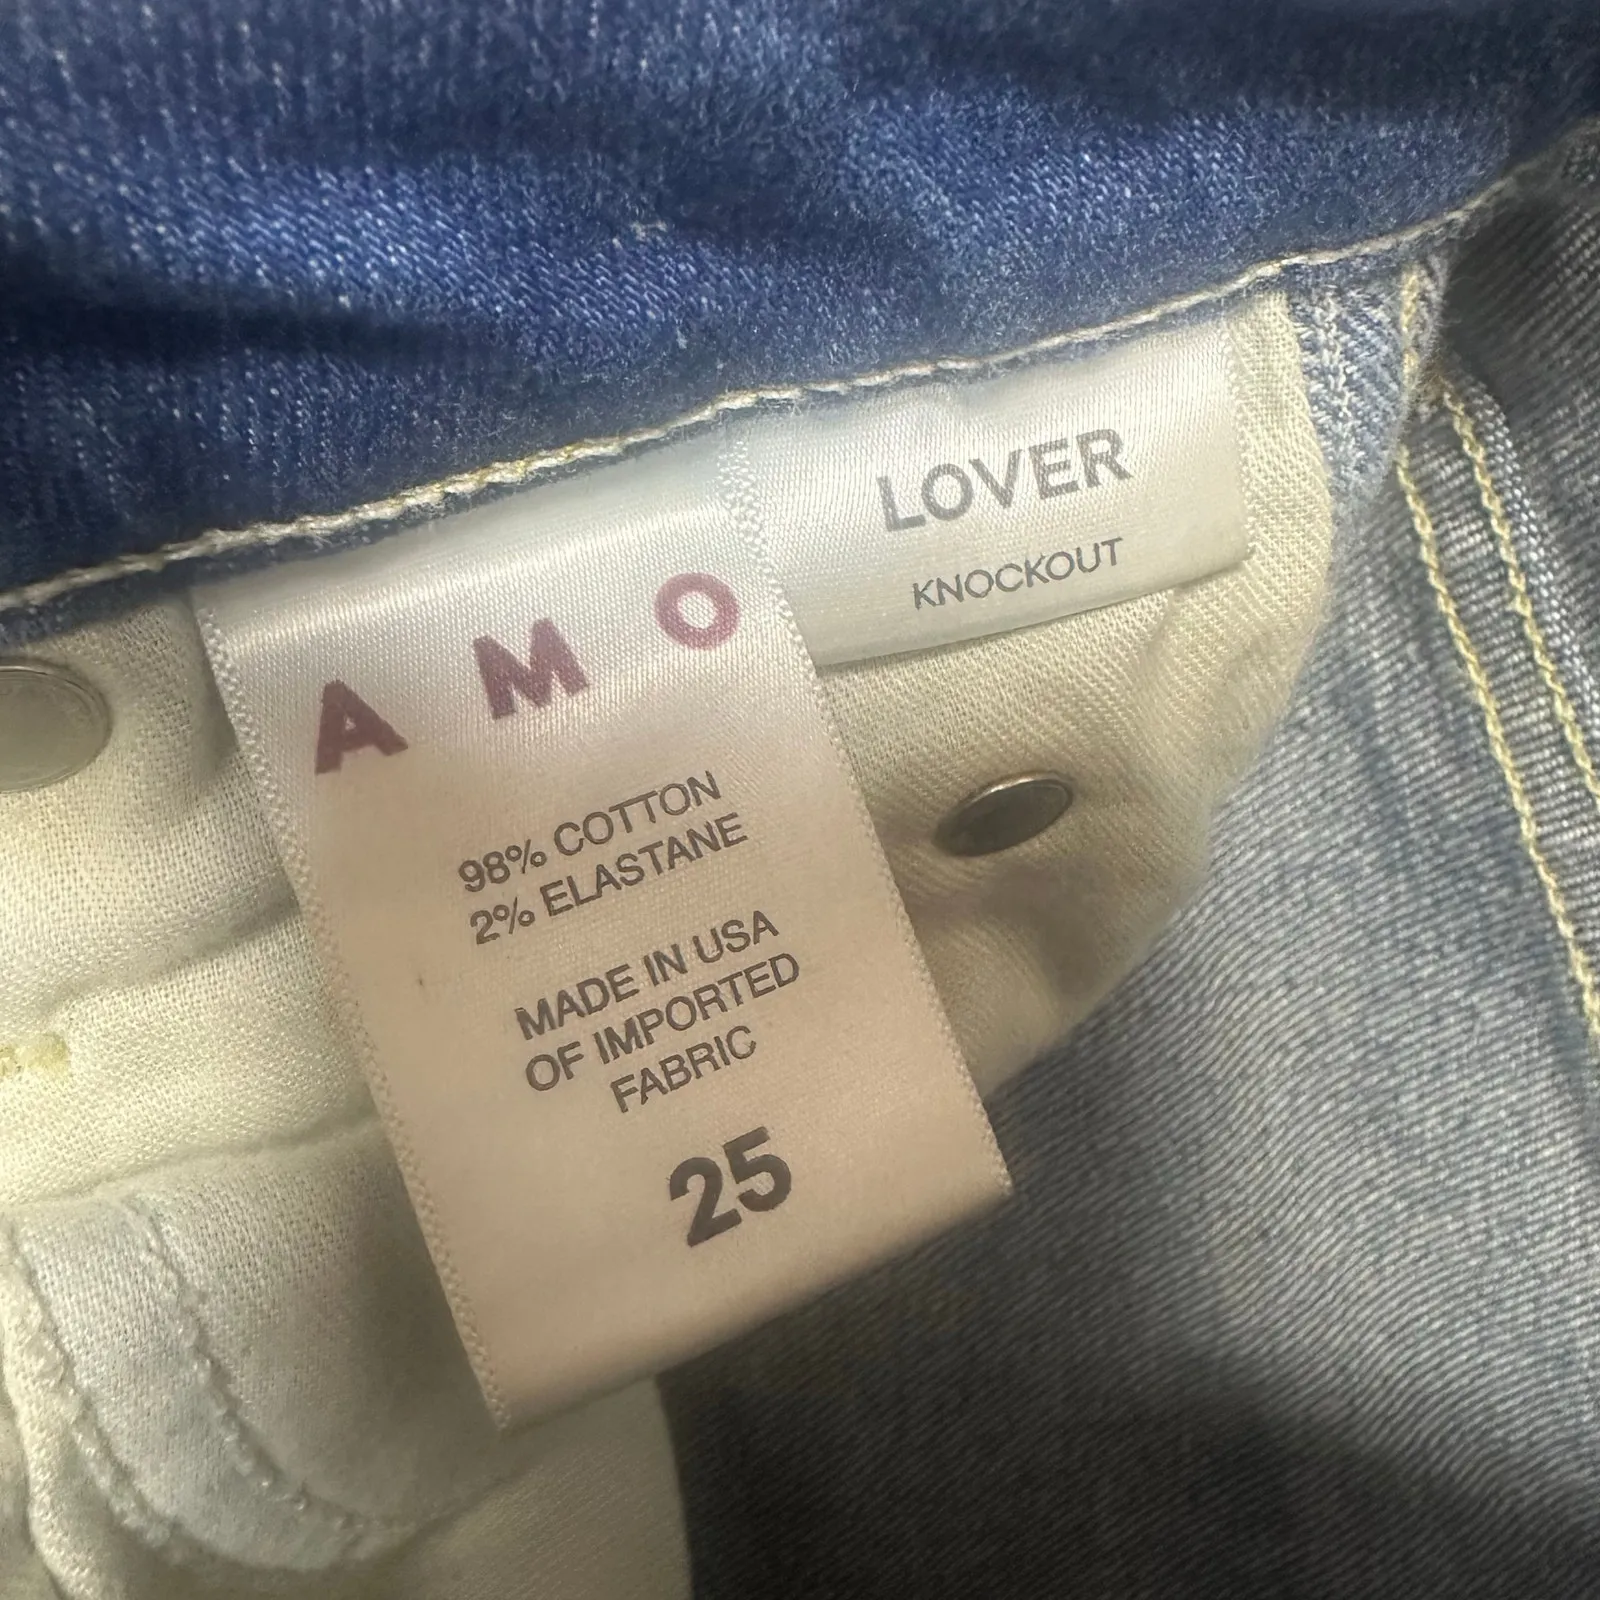 LOVER
KNOCKOUT
AMO
98% COTTON
2% ELASTANE
MADE IN USA
OF IMPORTED
FABRIC
25